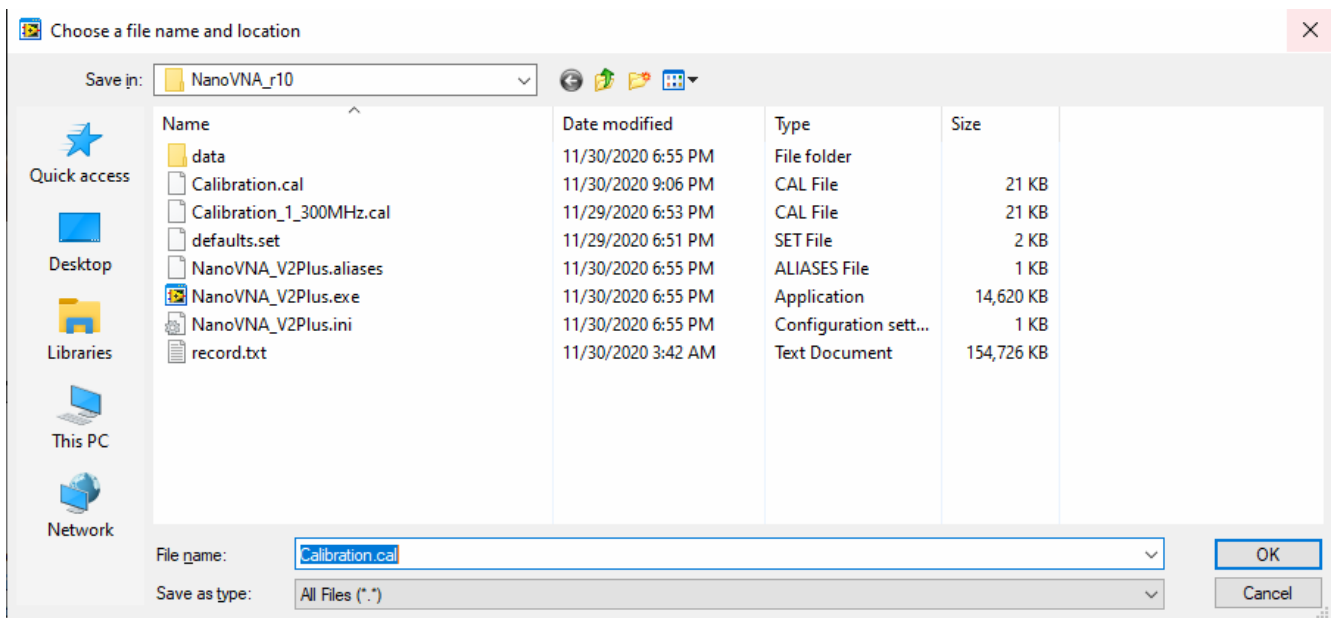 Choose a file name and location
Save in: NanoVNA_r10
Quick access
Desktop
Libraries
This PC
Network
Name Date modified Type Size
data 11/30/2020 6:55 PM File folder
Calibration.cal 11/30/2020 9:06 PM CAL File 21 KB
Calibration_1_300MHz.cal 11/29/2020 6:53 PM CAL File 21 KB
defaults.set 11/29/2020 6:51 PM SET File 2 KB
NanoVNA_V2Plus.aliases 11/30/2020 6:55 PM ALIASES File 1 KB
NanoVNA_V2Plus.exe 11/30/2020 6:55 PM Application 14,620 KB
NanoVNA_V2Plus.ini 11/30/2020 6:55 PM Configuration sett... 1 KB
record.txt 11/30/2020 3:42 AM Text Document 154,726 KB
File name: Calibration.cal OK
Save as type: All Files (*.*) Cancel